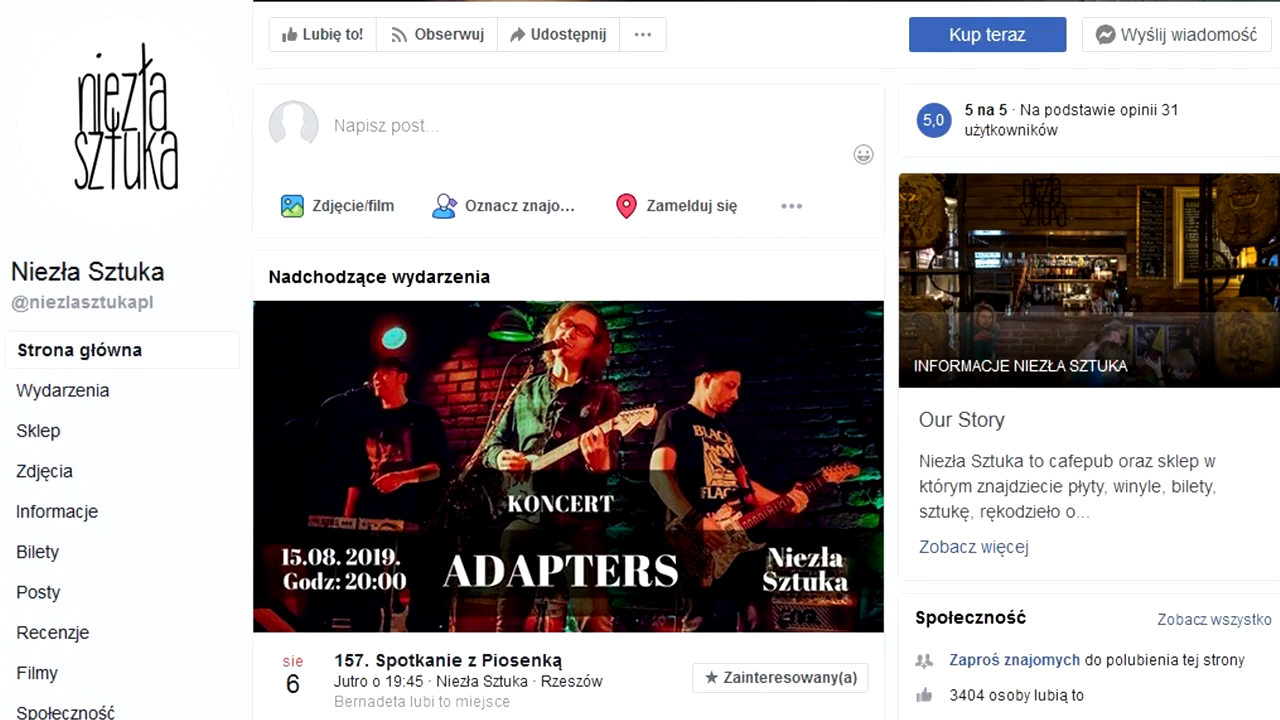 niezła
sztuka
Niezła Sztuka
@niezlasztukapl
Strona główna
Wydarzenia
Sklep
Zdjęcia
Informacje
Bilety
Posty
Recenzje
Filmy
Społeczność
Lubię to!
Obserwuj
Udostępnij
Kup teraz
Wyślij wiadomość
Napisz post...
Zdjęcie/film
Oznacz znajo...
Zamelduj się
Nadchodzące wydarzenia
BLACK
FLAG
KONCERT
15.08. 2019.
Godz: 20:00
ADAPTERS
Niezła
Sztuka
sie
6
157. Spotkanie z Piosenką
Jutro o 19:45 · Niezła Sztuka · Rzeszów
Bernadeta lubi to miejsce
Zainteresowany(a)
5,0
5 na 5 · Na podstawie opinii 31
użytkowników
niezła
sztuka
INFORMACJE NIEZŁA SZTUKA
Our Story
Niezła Sztuka to cafepub oraz sklep w
którym znajdziecie płyty, winyle, bilety,
sztukę, rękodzieło o...
Zobacz więcej
Społeczność
Zobacz wszystko
Zaproś znajomych do polubienia tej strony
3404 osoby lubią to